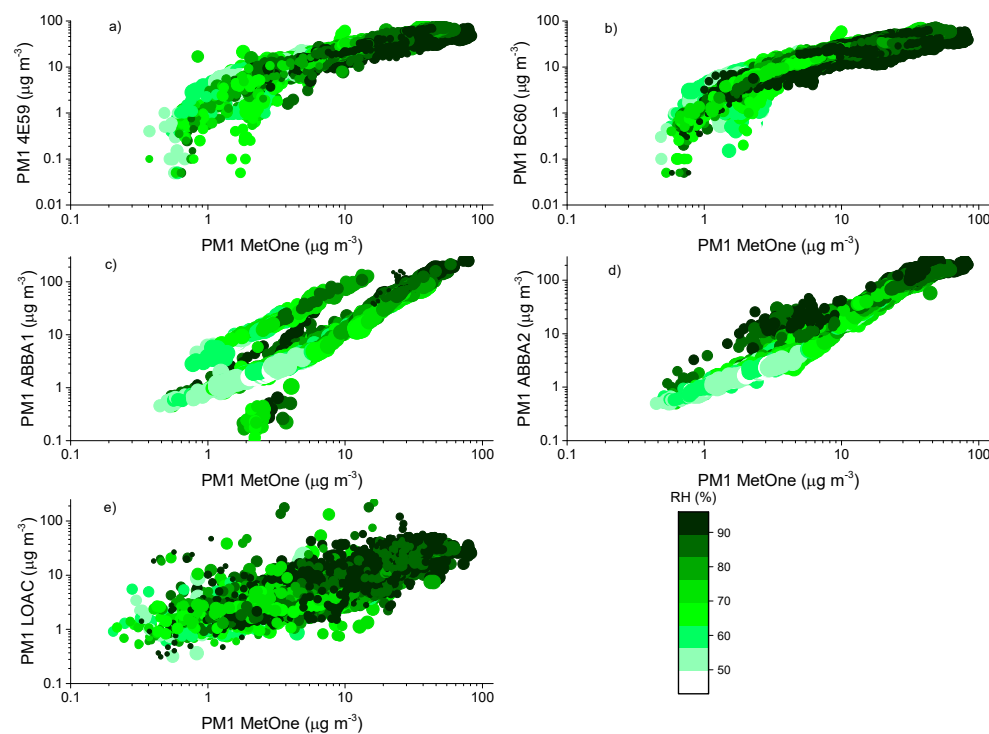 a)
PM1 4E59 (μg m⁻³)
100
10
1
0.1
0.01
0.1
1
10
100
PM1 MetOne (μg m⁻³)
b)
PM1 BC60 (μg m⁻³)
100
10
1
0.1
0.01
0.1
1
10
100
PM1 MetOne (μg m⁻³)
c)
PM1 ABBA1 (μg m⁻³)
100
10
1
0.1
0.1
1
10
100
PM1 MetOne (μg m⁻³)
d)
PM1 ABBA2 (μg m⁻³)
100
10
1
0.1
0.1
1
10
100
PM1 MetOne (μg m⁻³)
e)
PM1 LOAC (μg m⁻³)
100
10
1
0.1
0.1
1
10
100
PM1 MetOne (μg m⁻³)
RH (%)
90
80
70
60
50